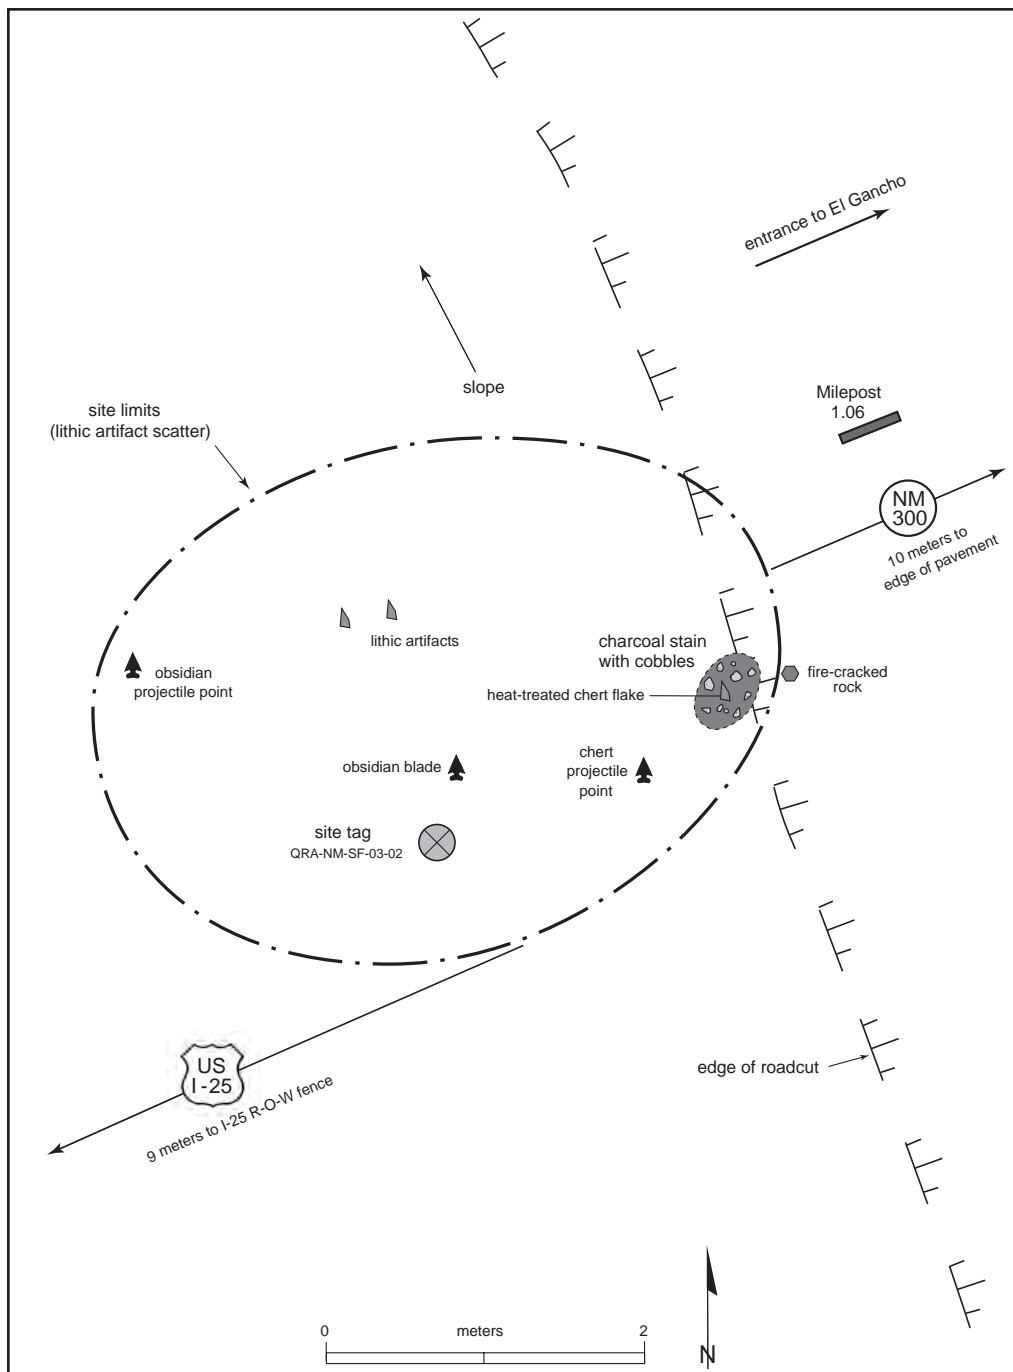 entrance to El Gancho
slope
Milepost
1.06
site limits
(lithic artifact scatter)
NM
300
10 meters to
edge of pavement
lithic artifacts
charcoal stain
with cobbles
obsidian
projectile point
heat-treated chert flake
fire-cracked
rock
obsidian blade
chert
projectile
point
site tag
QRA-NM-SF-03-02
US
I-25
9 meters to I-25 R-O-W fence
edge of roadcut
0
meters
2
N